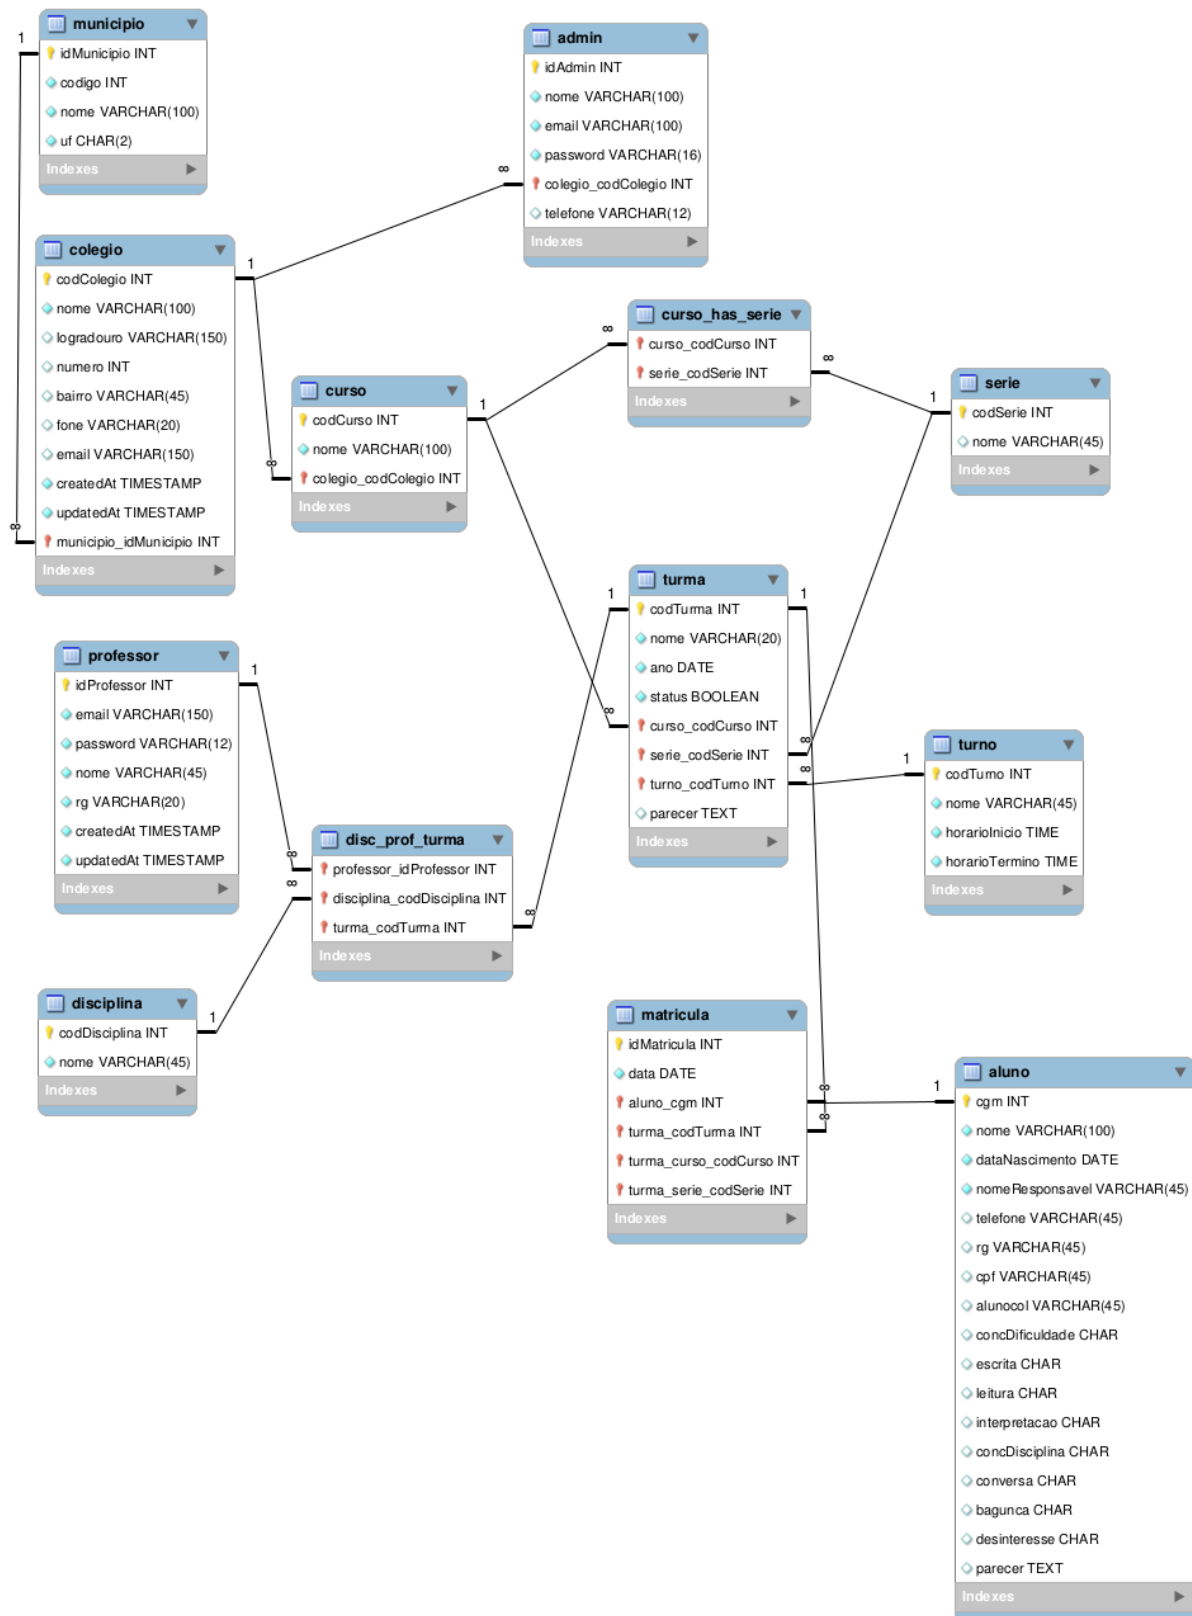 municipio
idMunicipio INT
codigo INT
nome VARCHAR(100)
uf CHAR(2)
Indexes
1
∞
admin
idAdmin INT
nome VARCHAR(100)
email VARCHAR(100)
password VARCHAR(16)
colegio_codColegio INT
telefone VARCHAR(12)
Indexes
∞
colegio
codColegio INT
nome VARCHAR(100)
logradouro VARCHAR(150)
numero INT
bairro VARCHAR(45)
fone VARCHAR(20)
email VARCHAR(150)
createdAt TIMESTAMP
updatedAt TIMESTAMP
municipio_idMunicipio INT
Indexes
1
∞
curso
codCurso INT
nome VARCHAR(100)
colegio_codColegio INT
Indexes
1
∞
curso_has_serie
curso_codCurso INT
serie_codSerie INT
Indexes
∞
1
serie
codSerie INT
nome VARCHAR(45)
Indexes
turma
codTurma INT
nome VARCHAR(20)
ano DATE
status BOOLEAN
curso_codCurso INT
serie_codSerie INT
turno_codTurno INT
parecer TEXT
Indexes
1
1
∞
∞
∞
1
turno
codTurno INT
nome VARCHAR(45)
horarioInicio TIME
horarioTermino TIME
Indexes
professor
idProfessor INT
email VARCHAR(150)
password VARCHAR(12)
nome VARCHAR(45)
rg VARCHAR(20)
createdAt TIMESTAMP
updatedAt TIMESTAMP
Indexes
1
∞
∞
disc_prof_turma
professor_idProfessor INT
disciplina_codDisciplina INT
turma_codTurma INT
Indexes
∞
disciplina
codDisciplina INT
nome VARCHAR(45)
Indexes
1
matricula
idMatricula INT
data DATE
aluno_cgm INT
turma_codTurma INT
turma_curso_codCurso INT
turma_serie_codSerie INT
Indexes
∞
∞
1
aluno
cgm INT
nome VARCHAR(100)
dataNascimento DATE
nomeResponsavel VARCHAR(45)
telefone VARCHAR(45)
rg VARCHAR(45)
cpf VARCHAR(45)
alunocol VARCHAR(45)
concDificuldade CHAR
escrita CHAR
leitura CHAR
interpretacao CHAR
concDisciplina CHAR
conversa CHAR
bagunca CHAR
desinteresse CHAR
parecer TEXT
Indexes